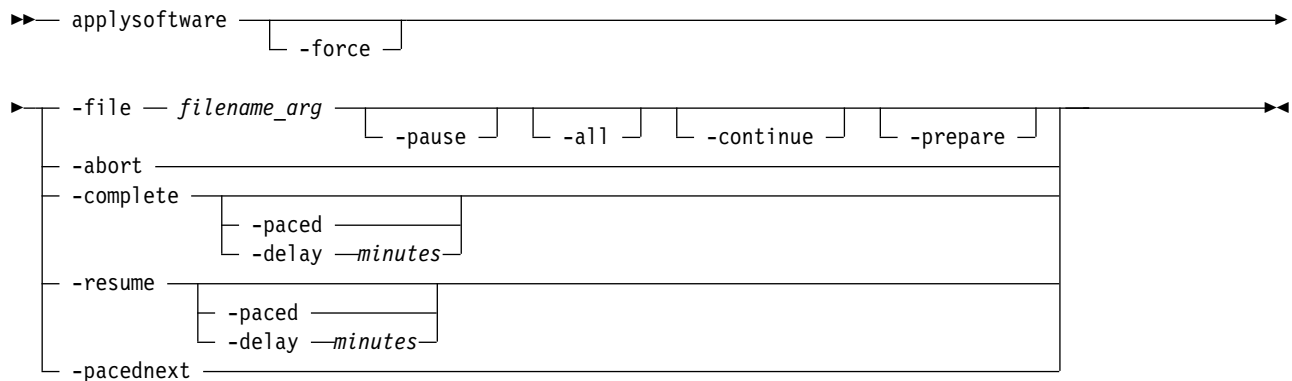 applysoftware
-force
-file filename_arg
-pause -all -continue -prepare
-abort
-complete
-paced
-delay minutes
-resume
-paced
-delay minutes
-pacednext